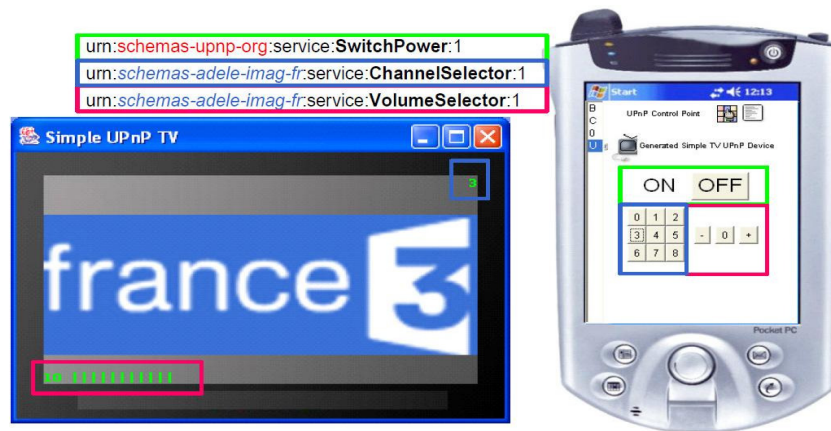 urn:schemas-upnp-org:service:SwitchPower:1
urn:schemas-adele-imag-fr:service:ChannelSelector:1
urn:schemas-adele-imag-fr:service:VolumeSelector:1
Simple UPnP TV
3
france 3
Start 12:13
B
C
0
U
UPnP Control Point
Generated Simple TV UPnP Device
ON OFF
0 1 2
3 4 5 - 0 +
6 7 8
Pocket PC